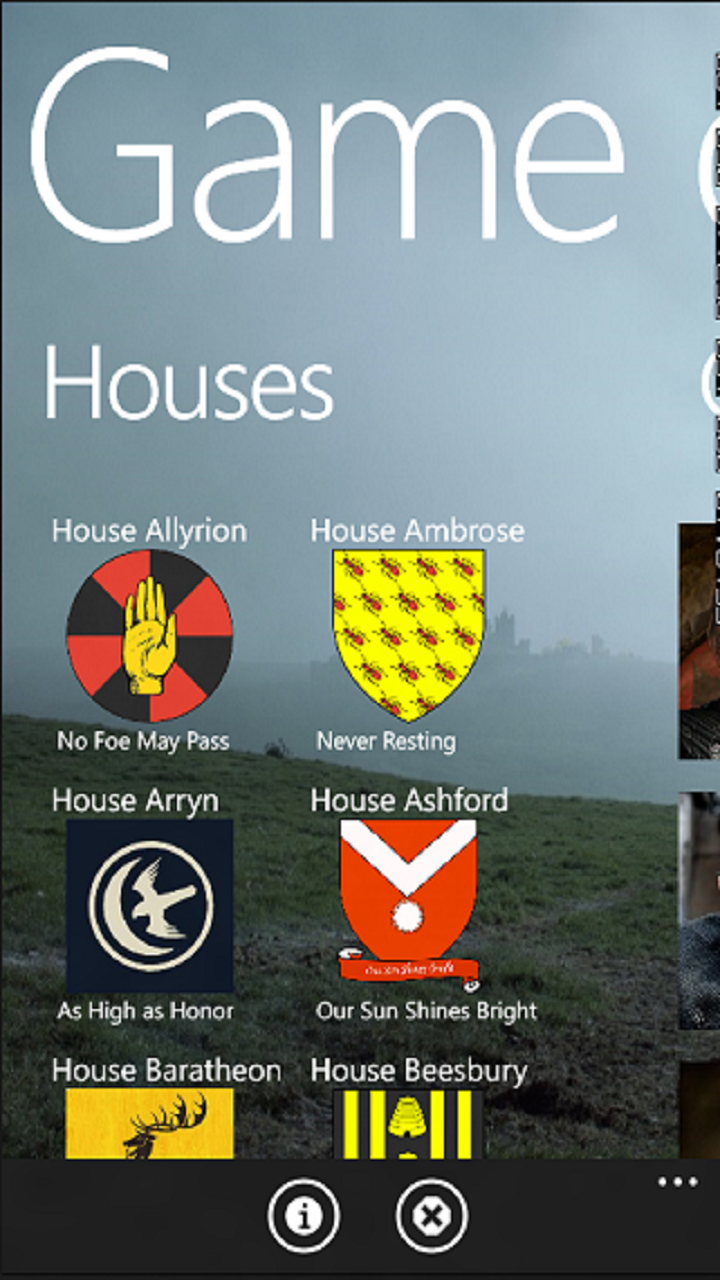 Game
Houses
House Allyrion
House Ambrose
No Foe May Pass
Never Resting
House Arryn
House Ashford
As High as Honor
Our Sun Shines Bright
House Baratheon
House Beesbury